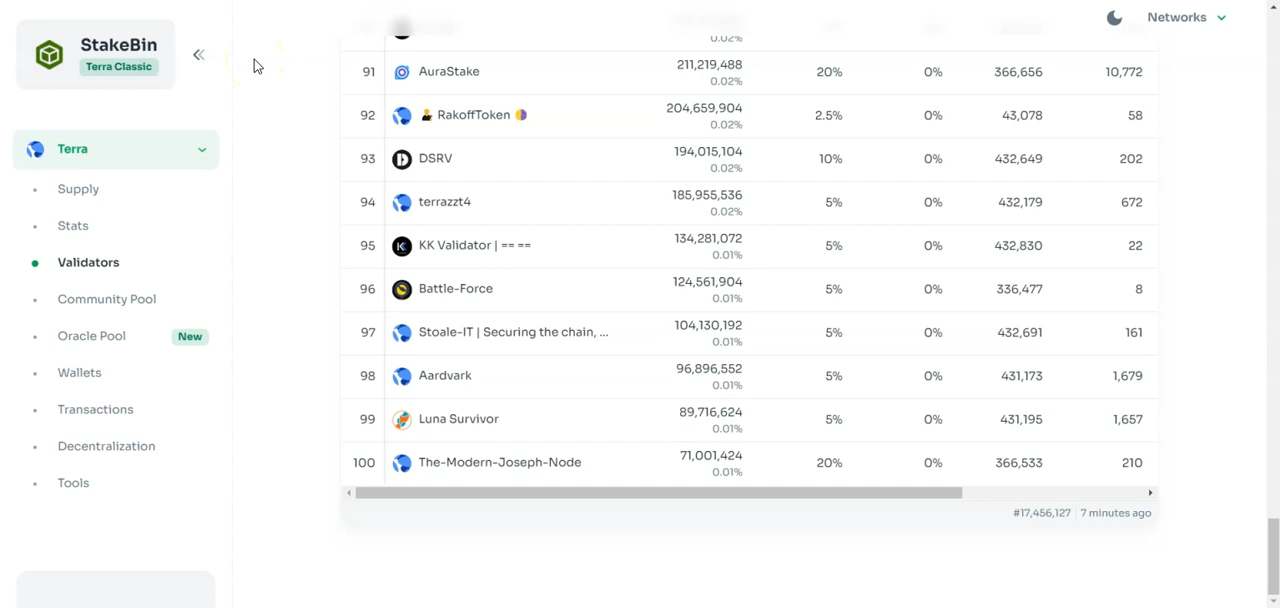 StakeBin
Terra Classic
Networks
Terra
Supply
Stats
Validators
Community Pool
Oracle Pool New
Wallets
Transactions
Decentralization
Tools
0.02%
91 AuraStake 211,219,488 20% 0% 366,656 10,772
0.02%
92 RakoffToken 204,659,904 2.5% 0% 43,078 58
0.02%
93 DSRV 194,015,104 10% 0% 432,649 202
0.02%
94 terrazzt4 185,955,536 5% 0% 432,179 672
0.02%
95 KK Validator | == == 134,281,072 5% 0% 432,830 22
0.01%
96 Battle-Force 124,561,904 5% 0% 336,477 8
0.01%
97 Stoale-IT | Securing the chain, ... 104,130,192 5% 0% 432,691 161
0.01%
98 Aardvark 96,896,552 5% 0% 431,173 1,679
0.01%
99 Luna Survivor 89,716,624 5% 0% 431,195 1,657
0.01%
100 The-Modern-Joseph-Node 71,001,424 20% 0% 366,533 210
0.01%
#17,456,127 | 7 minutes ago